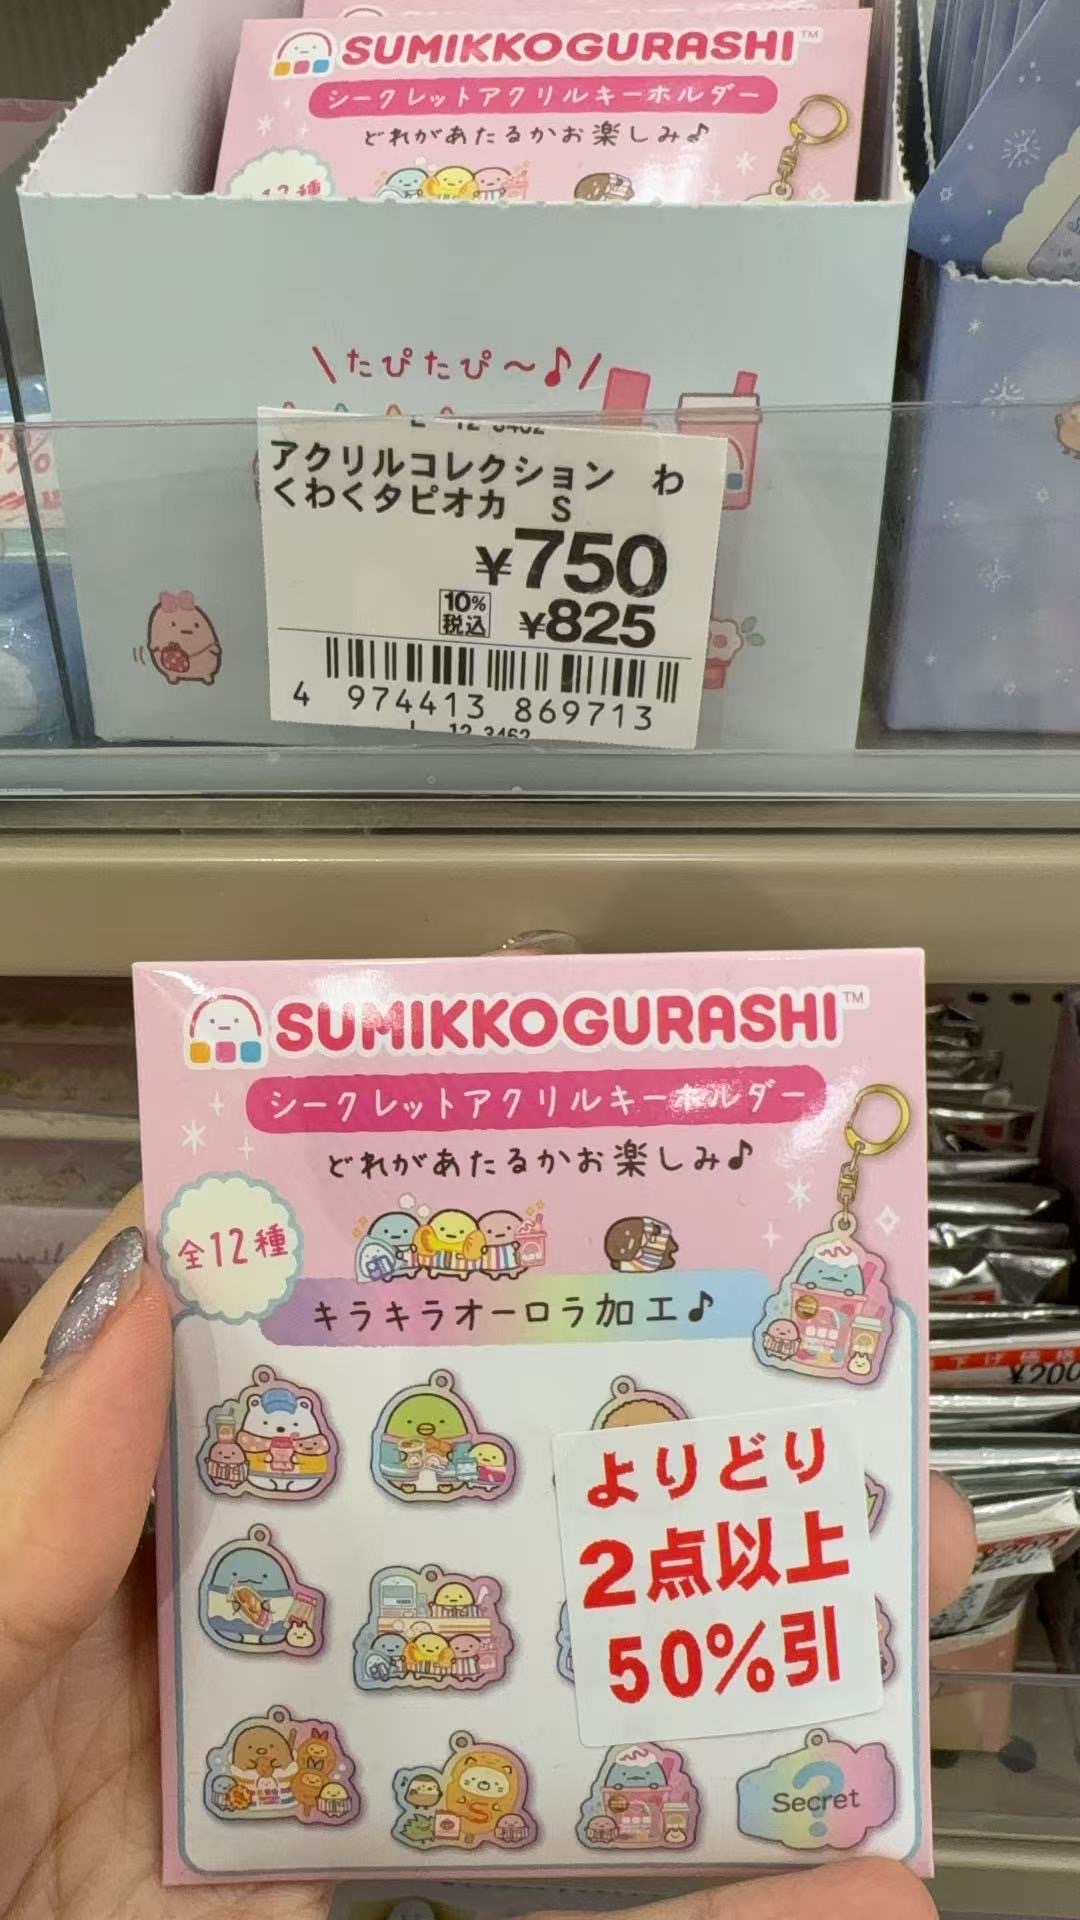 SUMIKKOGURASHI™
シークレットアクリルキーホルダー
どれがあたるかお楽しみ♪
\たぴたぴ〜♪/
アクリルコレクション　わ
くわくタピオカ　S
¥750
10%
税込 ¥825
4 974413 869713
SUMIKKOGURASHI™
シークレットアクリルキーホルダー
どれがあたるかお楽しみ♪
全12種
キラキラオーロラ加工♪
よりどり
2点以上
50%引
Secret
下げ価格
¥200